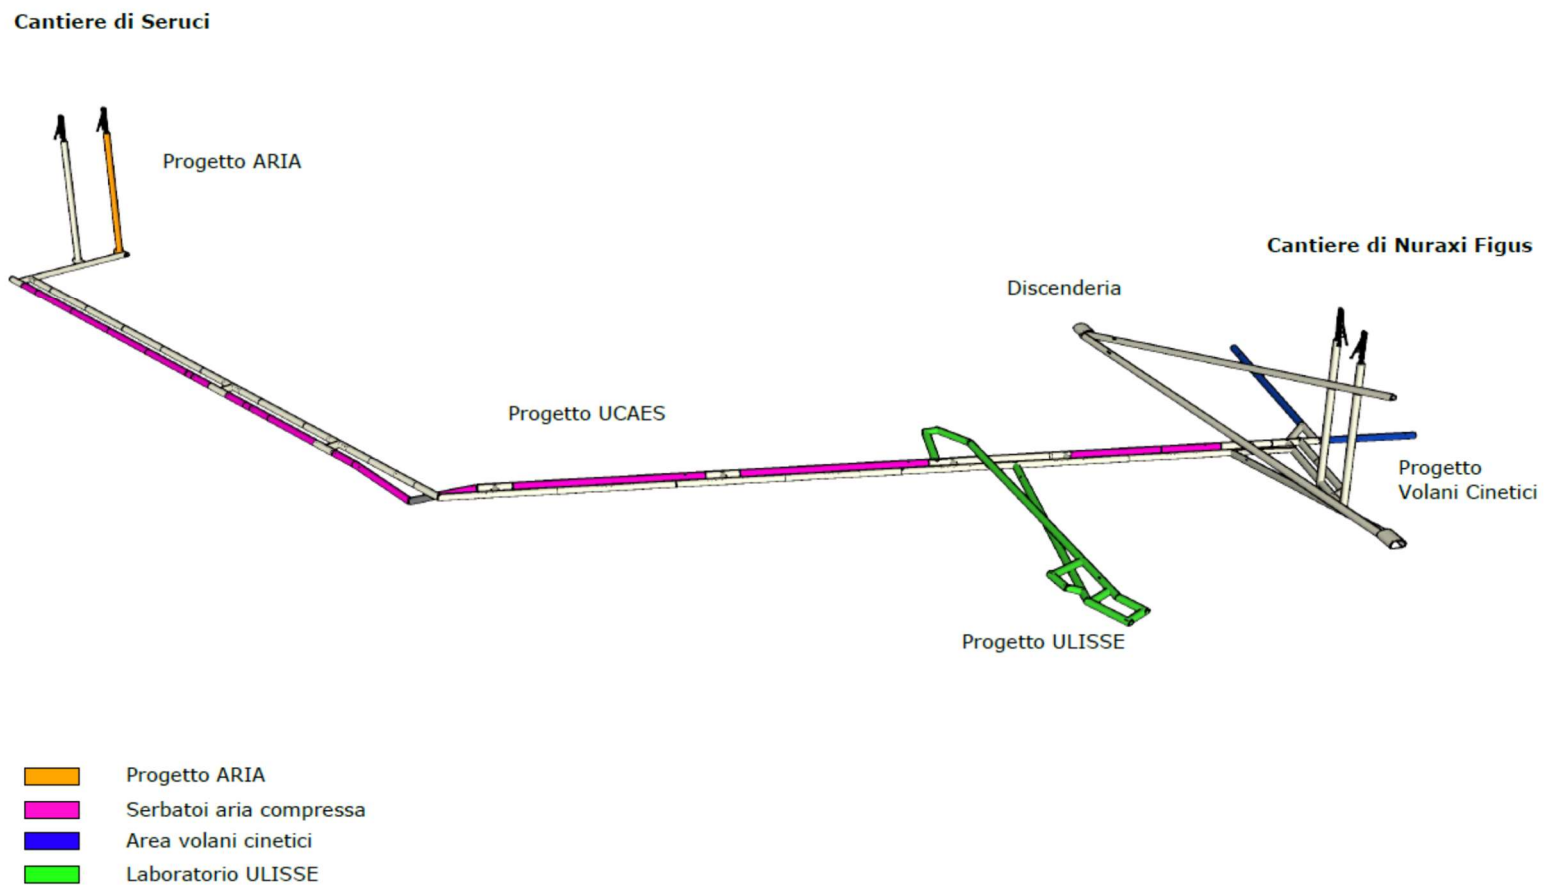 Cantiere di Seruci
Progetto ARIA
Cantiere di Nuraxi Figus
Discenderia
Progetto UCAES
Progetto
Volani Cinetici
Progetto ULISSE
Progetto ARIA
Serbatoi aria compressa
Area volani cinetici
Laboratorio ULISSE